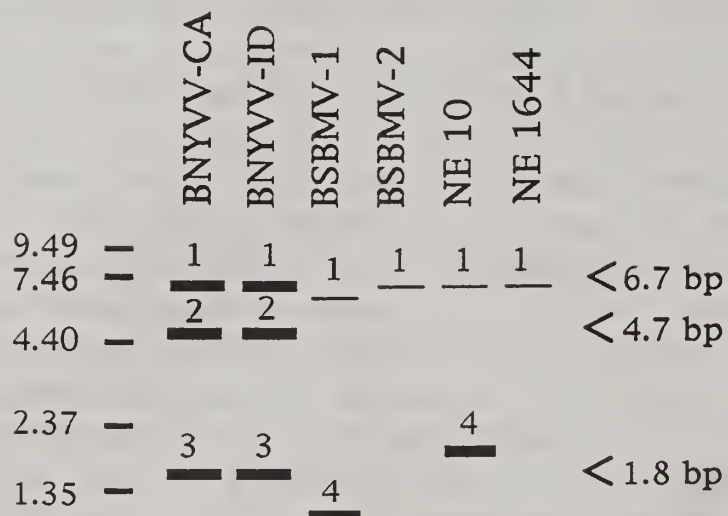 BNYVV-CA
BNYVV-ID
BSBMV-1
BSBMV-2
NE 10
NE 1644
9.49
1 1 1 1 1 1
7.46
<6.7 bp
2 2
4.40
<4.7 bp
2.37
4
3 3
<1.8 bp
1.35
4